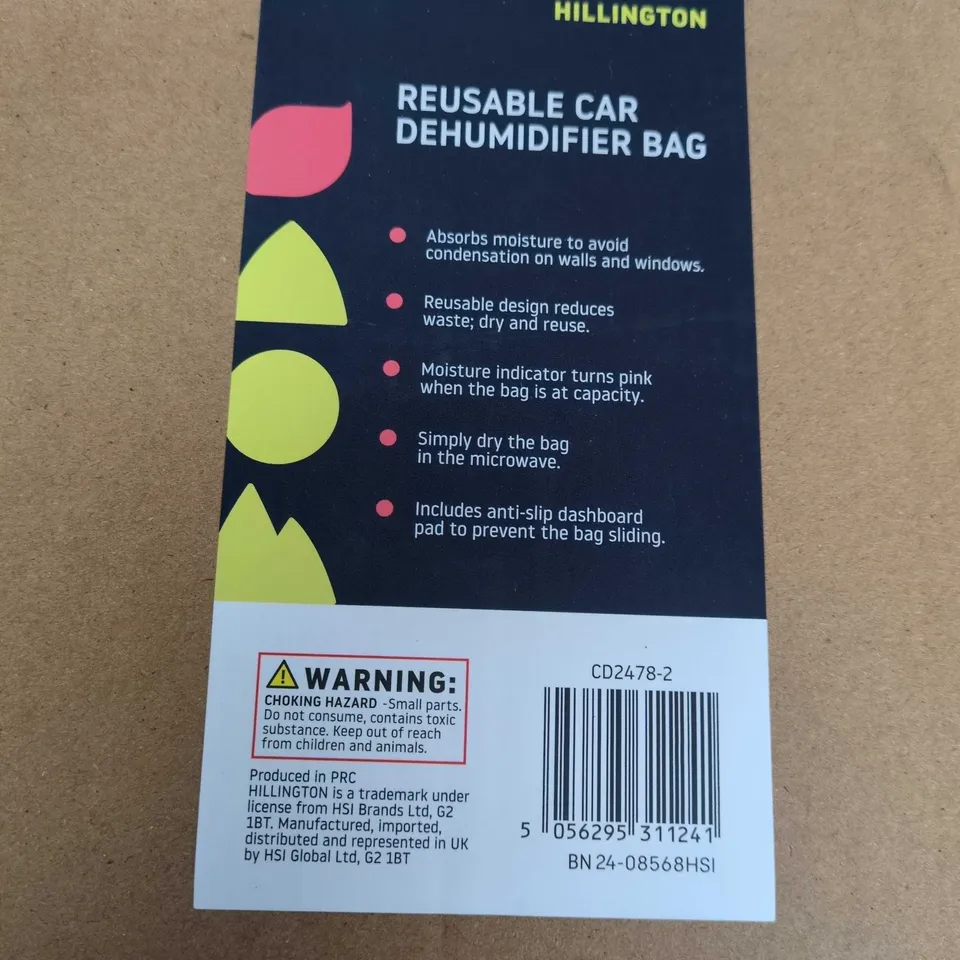 HILLINGTON
REUSABLE CAR
DEHUMIDIFIER BAG
Absorbs moisture to avoid
condensation on walls and windows.
Reusable design reduces
waste; dry and reuse.
Moisture indicator turns pink
when the bag is at capacity.
Simply dry the bag
in the microwave.
Includes anti-slip dashboard
pad to prevent the bag sliding.
WARNING:
CHOKING HAZARD -Small parts.
Do not consume, contains toxic
substance. Keep out of reach
from children and animals.
Produced in PRC
HILLINGTON is a trademark under
license from HSI Brands Ltd, G2
1BT. Manufactured, imported,
distributed and represented in UK
by HSI Global Ltd, G2 1BT
CD2478-2
5 056295 311241
BN 24-08568HSI